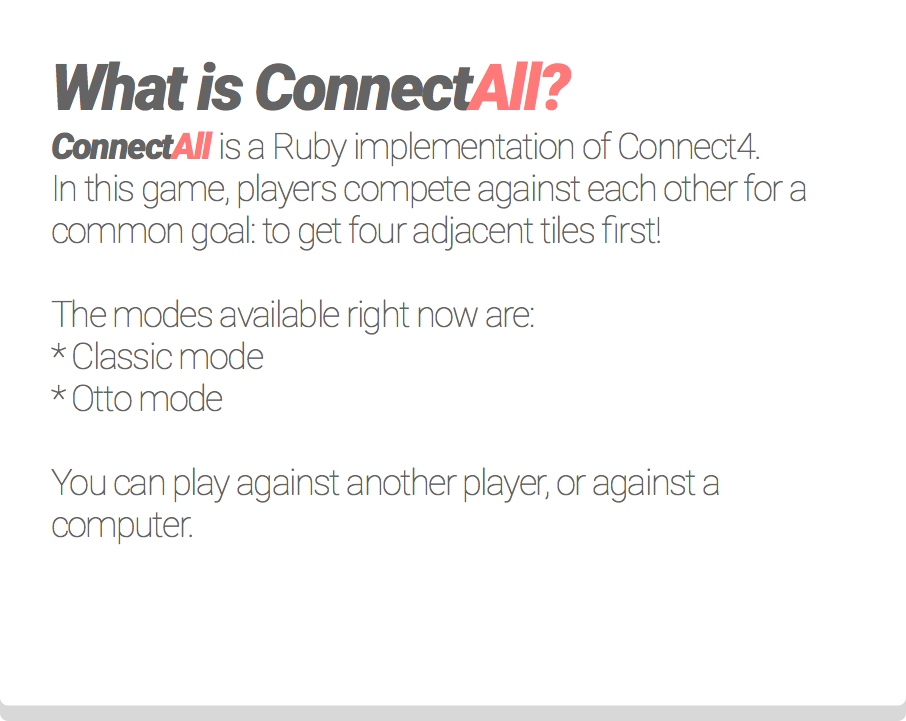 What is ConnectAll?
ConnectAll is a Ruby implementation of Connect4.
In this game, players compete against each other for a
common goal: to get four adjacent tiles first!
The modes available right now are:
* Classic mode
* Otto mode
You can play against another player, or against a
computer.